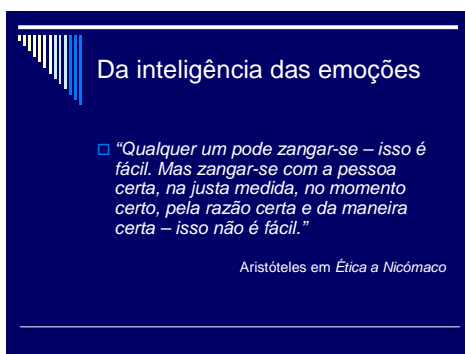 Da inteligência das emoções
“Qualquer um pode zangar-se – isso é
fácil. Mas zangar-se com a pessoa
certa, na justa medida, no momento
certo, pela razão certa e da maneira
certa – isso não é fácil.”
Aristóteles em Ética a Nicómaco